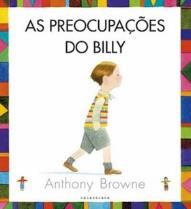 AS PREOCUPAÇÕES
DO BILLY
Anthony Browne